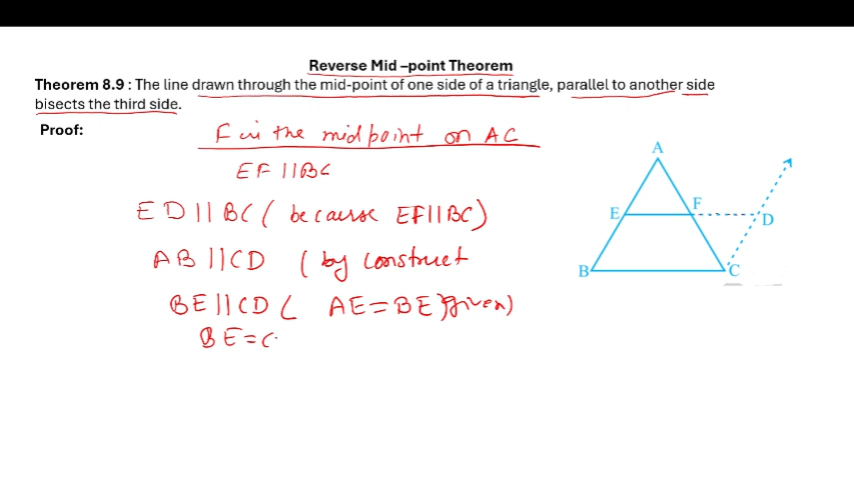 Reverse Mid –point Theorem
Theorem 8.9 : The line drawn through the mid-point of one side of a triangle, parallel to another side
bisects the third side.
Proof:
F is the midpoint on AC
EF || BC
ED || BC ( because EF || BC)
AB || CD ( by construct
BE || CD ( AE = BE) given)
BE = C
A
E F D
B C